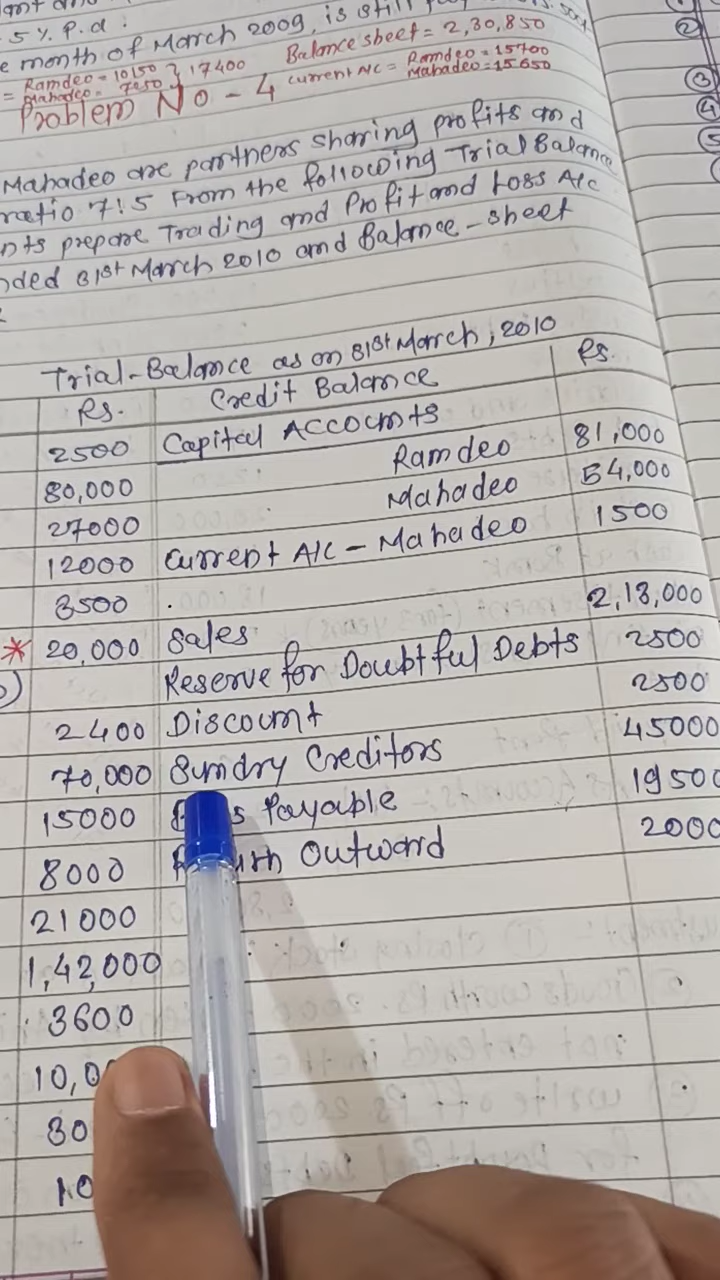 5% P.a.
e month of March 2009, is still
Balance sheet = 2,30,850
= Ramdeo = 10150 } 17400
Mahadeo = 7250
current A/C = Ramdeo = 15700
Mahadeo = 15650
Problem No - 4
Mahadeo are partners sharing profits and
ratio 7:5 From the following Trial Balance
nts prepare Trading and Profit and Loss A/c
nded 31st March 2010 and Balance - sheet
Trial - Balance as on 31st March, 2010
Rs. Credit Balance Rs.
2500 Capital Accounts
80,000 Ramdeo 81,000
27000 Mahadeo 54,000
12000 Current A/C - Mahadeo 1500
3500 .
* 20,000 Sales 2,13,000
Reserve for Doubtful Debts 2500
2400 Discount 2500
70,000 Sundry Creditors 45000
15000 Payable 19500
8000 Outward 2000
21000
1,42,000
3600